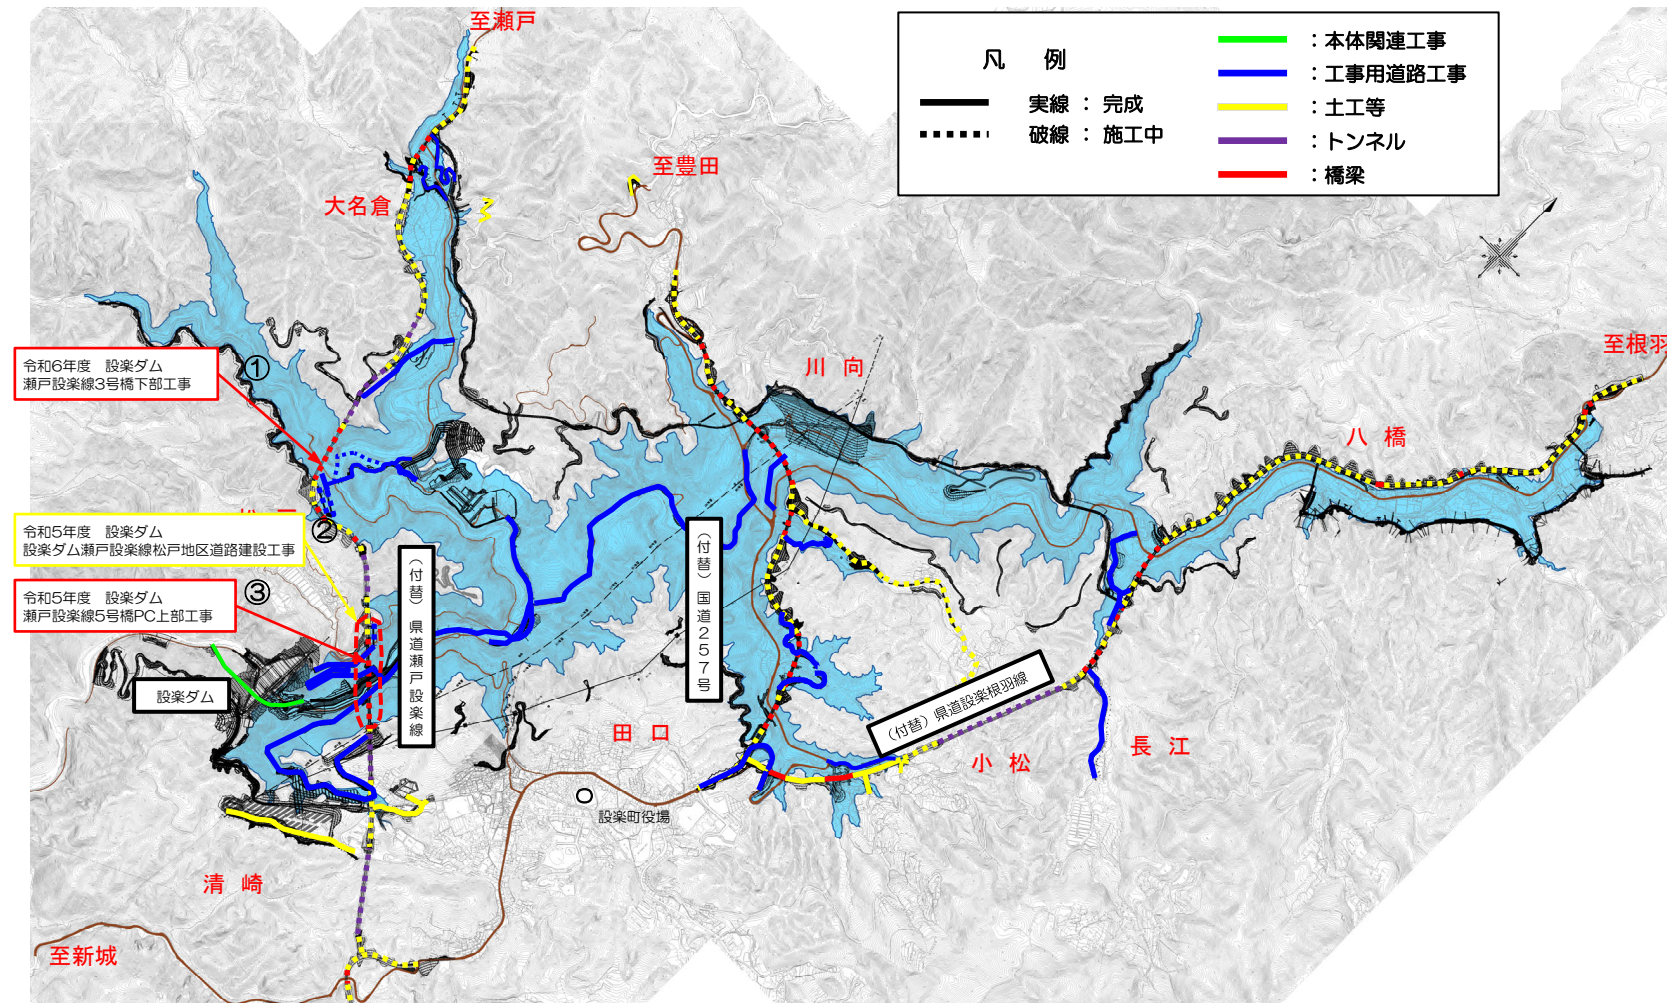 至瀬戸
凡 例
実線 : 完成
破線 : 施工中
: 本体関連工事
: 工事用道路工事
: 土工等
: トンネル
: 橋梁
至豊田
大名倉
川 向
至根羽
令和6年度 設楽ダム
瀬戸設楽線3号橋下部工事
①
八 橋
②
令和5年度 設楽ダム
設楽ダム瀬戸設楽線松戸地区道路建設工事
③
令和5年度 設楽ダム
瀬戸設楽線5号橋PC上部工事
(付替)県道瀬戸設楽線
(付替)国道257号
(付替)県道設楽根羽線
設楽ダム
田 口
小 松
長 江
設楽町役場
清 崎
至新城